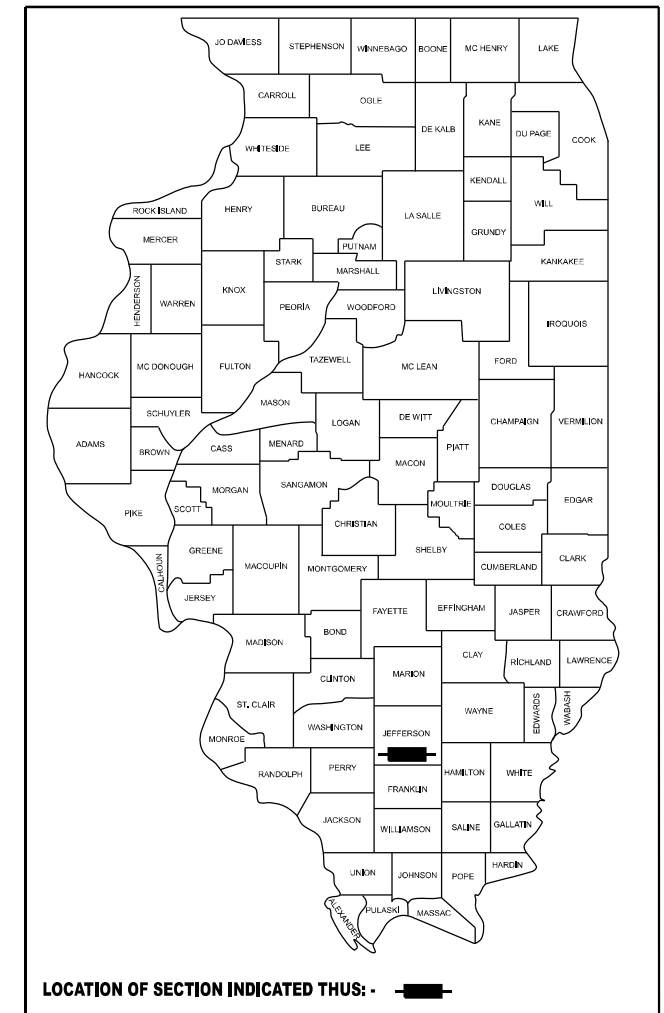 JO DAVIESS
STEPHENSON
WINNEBAGO
BOONE
MC HENRY
LAKE
CARROLL
OGLE
DE KALB
KANE
DU PAGE
COOK
WHITESIDE
LEE
KENDALL
WILL
ROCK ISLAND
HENRY
BUREAU
LA SALLE
GRUNDY
MERCER
PUTNAM
STARK
MARSHALL
KANKAKEE
HENDERSON
WARREN
KNOX
PEORIA
WOODFORD
LIVINGSTON
IROQUOIS
HANCOCK
MC DONOUGH
FULTON
TAZEWELL
MC LEAN
FORD
MASON
SCHUYLER
LOGAN
DE WITT
CHAMPAIGN
VERMILION
ADAMS
BROWN
CASS
MENARD
PIATT
MACON
MORGAN
SANGAMON
DOUGLAS
EDGAR
PIKE
SCOTT
CHRISTIAN
MOULTRIE
COLES
GREENE
MACOUPIN
MONTGOMERY
SHELBY
CUMBERLAND
CLARK
CALHOUN
JERSEY
FAYETTE
EFFINGHAM
JASPER
CRAWFORD
MADISON
BOND
CLAY
RICHLAND
LAWRENCE
CLINTON
MARION
ST. CLAIR
WAYNE
EDWARDS
WABASH
MONROE
WASHINGTON
JEFFERSON
RANDOLPH
PERRY
HAMILTON
WHITE
FRANKLIN
JACKSON
WILLIAMSON
SALINE
GALLATIN
UNION
JOHNSON
POPE
HARDIN
ALEXANDER
PULASKI
MASSAC
LOCATION OF SECTION INDICATED THUS: -